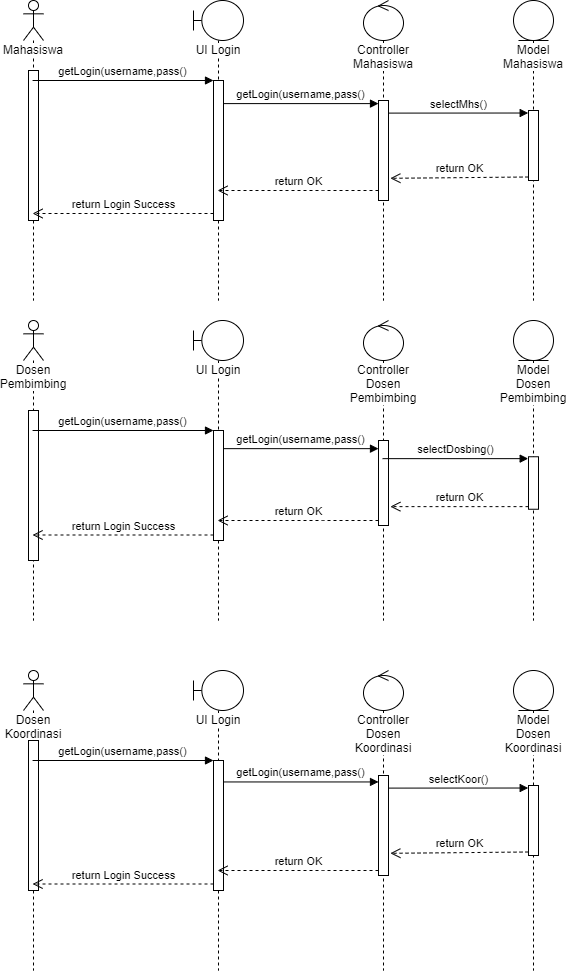 Mahasiswa
UI Login
Controller
Mahasiswa
Model
Mahasiswa
getLogin(username,pass()
getLogin(username,pass()
selectMhs()
return OK
return OK
return Login Success
Dosen
Pembimbing
UI Login
Controller
Dosen
Pembimbing
Model
Dosen
Pembimbing
getLogin(username,pass()
getLogin(username,pass()
selectDosbing()
return OK
return OK
return Login Success
Dosen
Koordinasi
UI Login
Controller
Dosen
Koordinasi
Model
Dosen
Koordinasi
getLogin(username,pass()
getLogin(username,pass()
selectKoor()
return OK
return OK
return Login Success